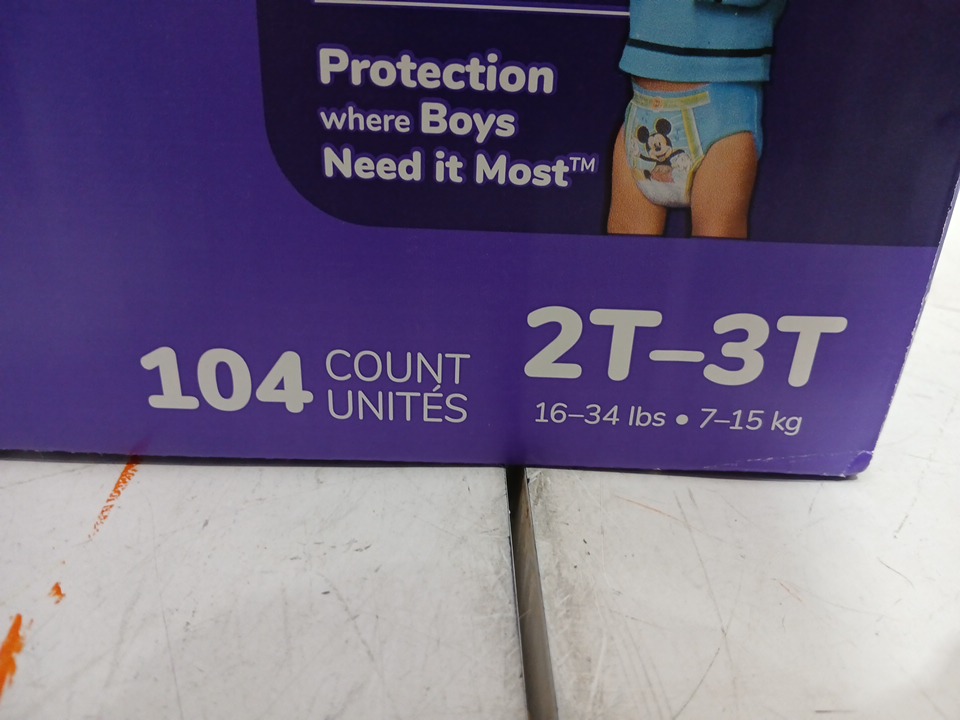 Protection
where Boys
Need it Most™
104 COUNT
UNITÉS
2T–3T
16–34 lbs • 7–15 kg